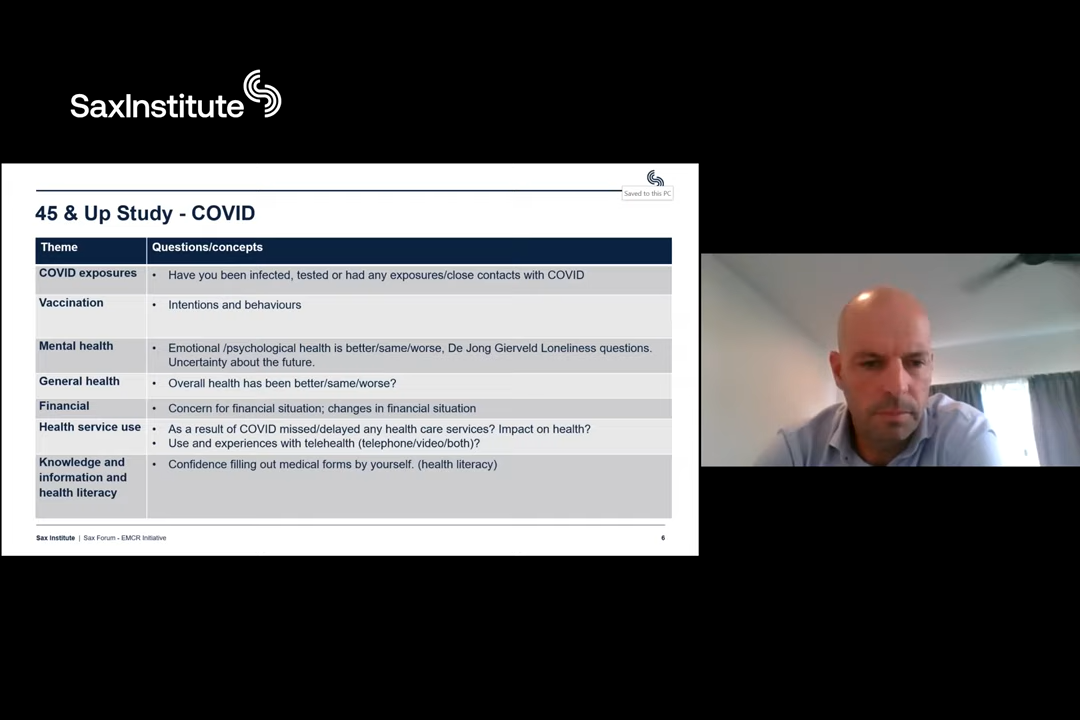 SaxInstitute
Saved to this PC
45 & Up Study - COVID
Theme
Questions/concepts
COVID exposures
• Have you been infected, tested or had any exposures/close contacts with COVID
Vaccination
• Intentions and behaviours
Mental health
• Emotional /psychological health is better/same/worse, De Jong Gierveld Loneliness questions.
Uncertainty about the future.
General health
• Overall health has been better/same/worse?
Financial
• Concern for financial situation; changes in financial situation
Health service use
• As a result of COVID missed/delayed any health care services? Impact on health?
• Use and experiences with telehealth (telephone/video/both)?
Knowledge and
information and
health literacy
• Confidence filling out medical forms by yourself. (health literacy)
Sax Institute | Sax Forum - EMCR Initiative
6